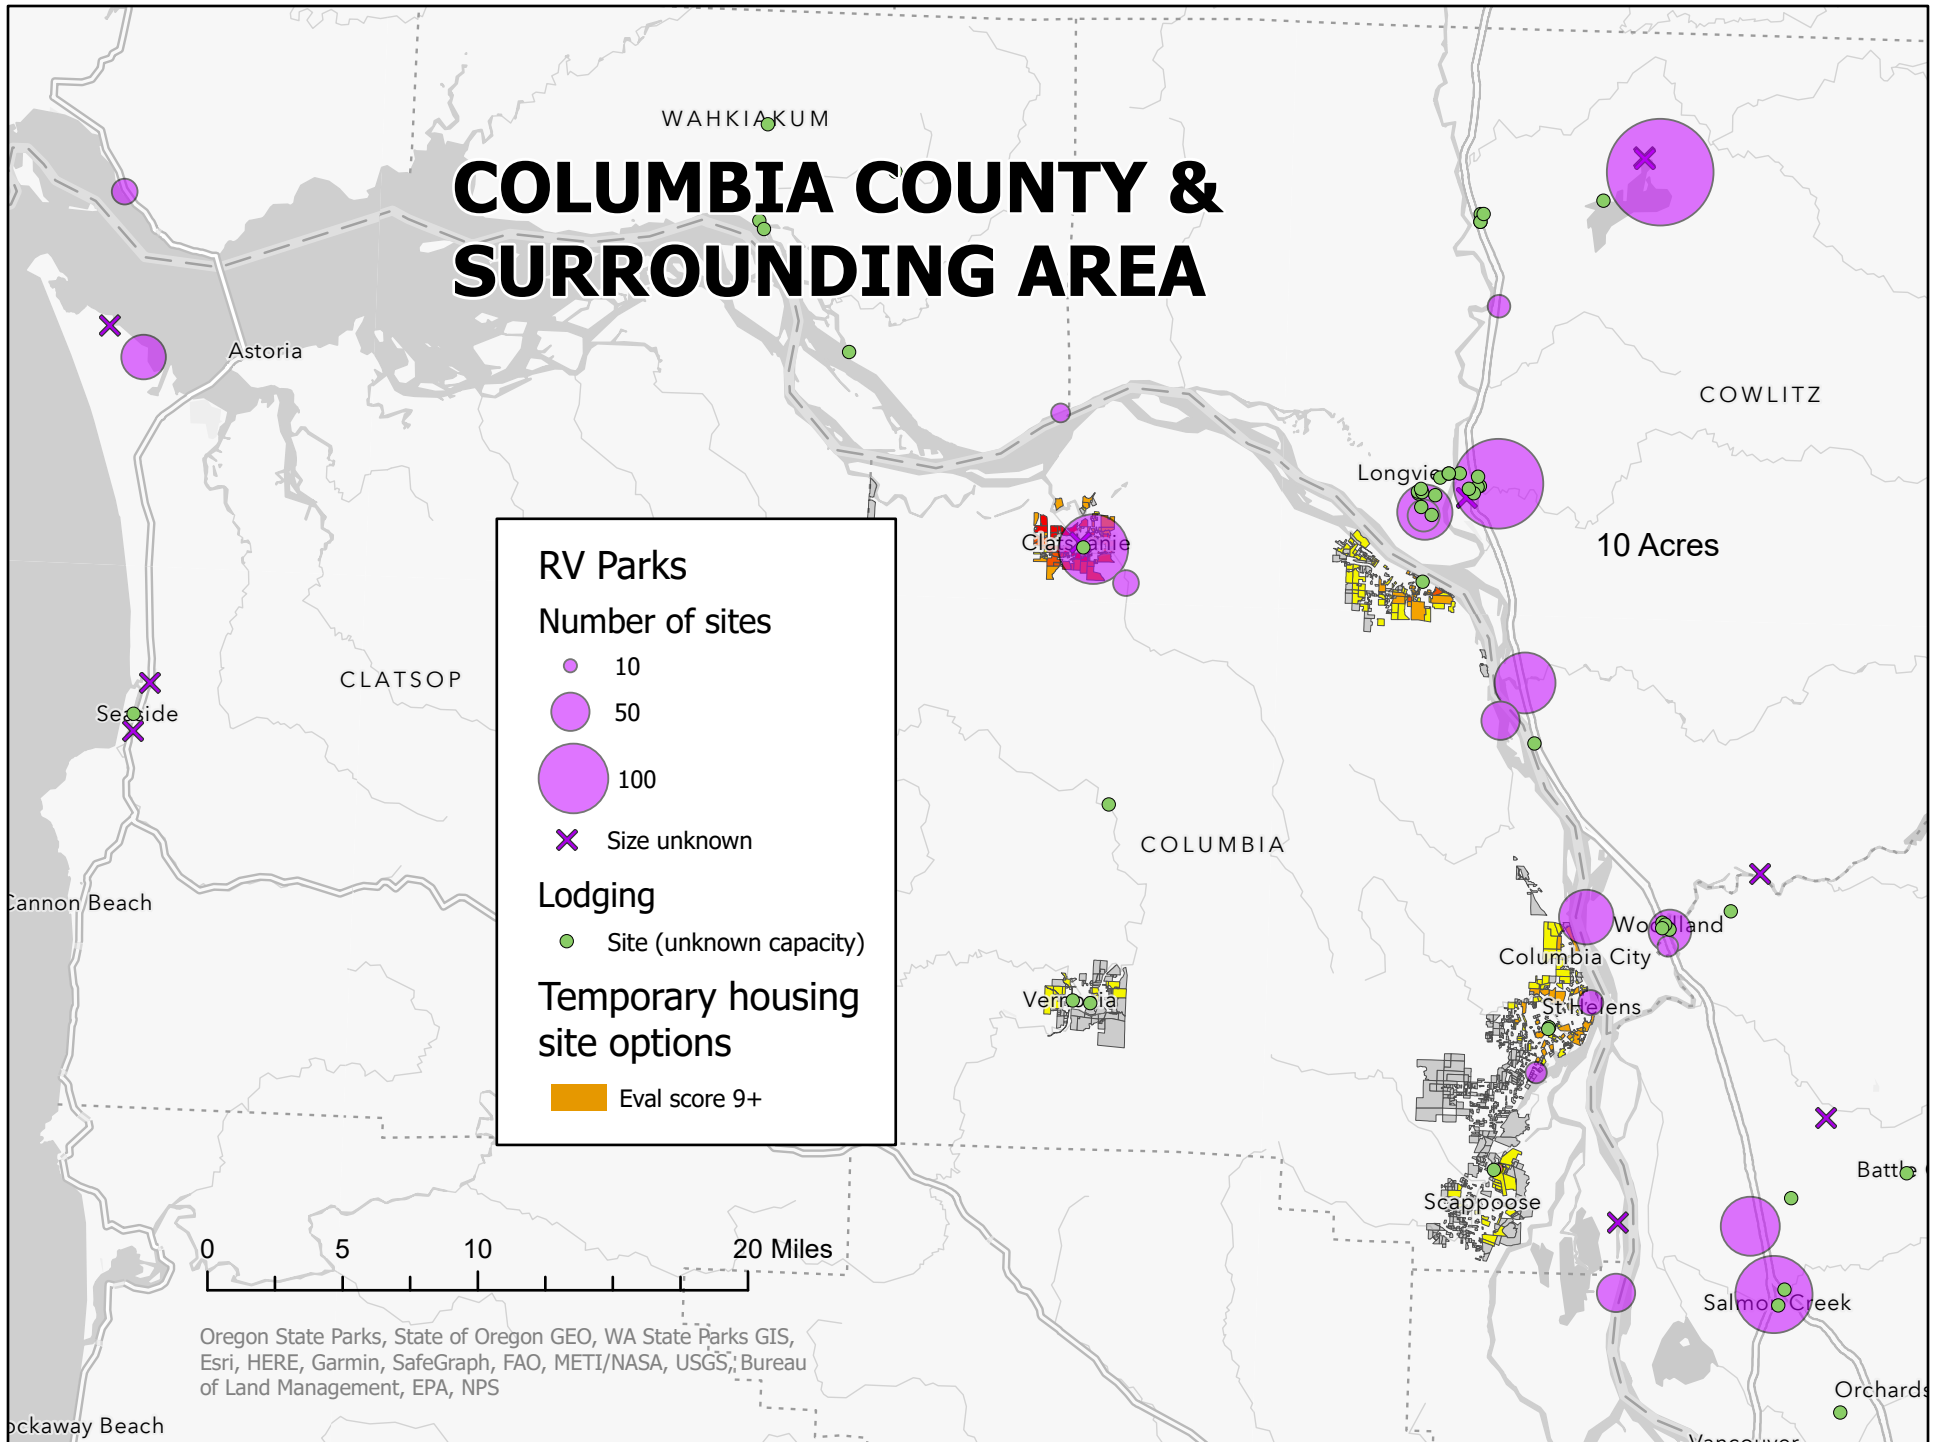 WAHKIAKUM
COLUMBIA COUNTY &
SURROUNDING AREA
Astoria
COWLITZ
Longview
10 Acres
Clatskanie
RV Parks
Number of sites
10
50
100
Size unknown
Lodging
Site (unknown capacity)
Temporary housing
site options
Eval score 9+
CLATSOP
Seaside
COLUMBIA
Cannon Beach
Woodland
Columbia City
Vernonia
St Helens
Battle
Scappoose
0 5 10 20 Miles
Salmon Creek
Oregon State Parks, State of Oregon GEO, WA State Parks GIS,
Esri, HERE, Garmin, SafeGraph, FAO, METI/NASA, USGS, Bureau
of Land Management, EPA, NPS
Orchards
ockaway Beach
Vancouver